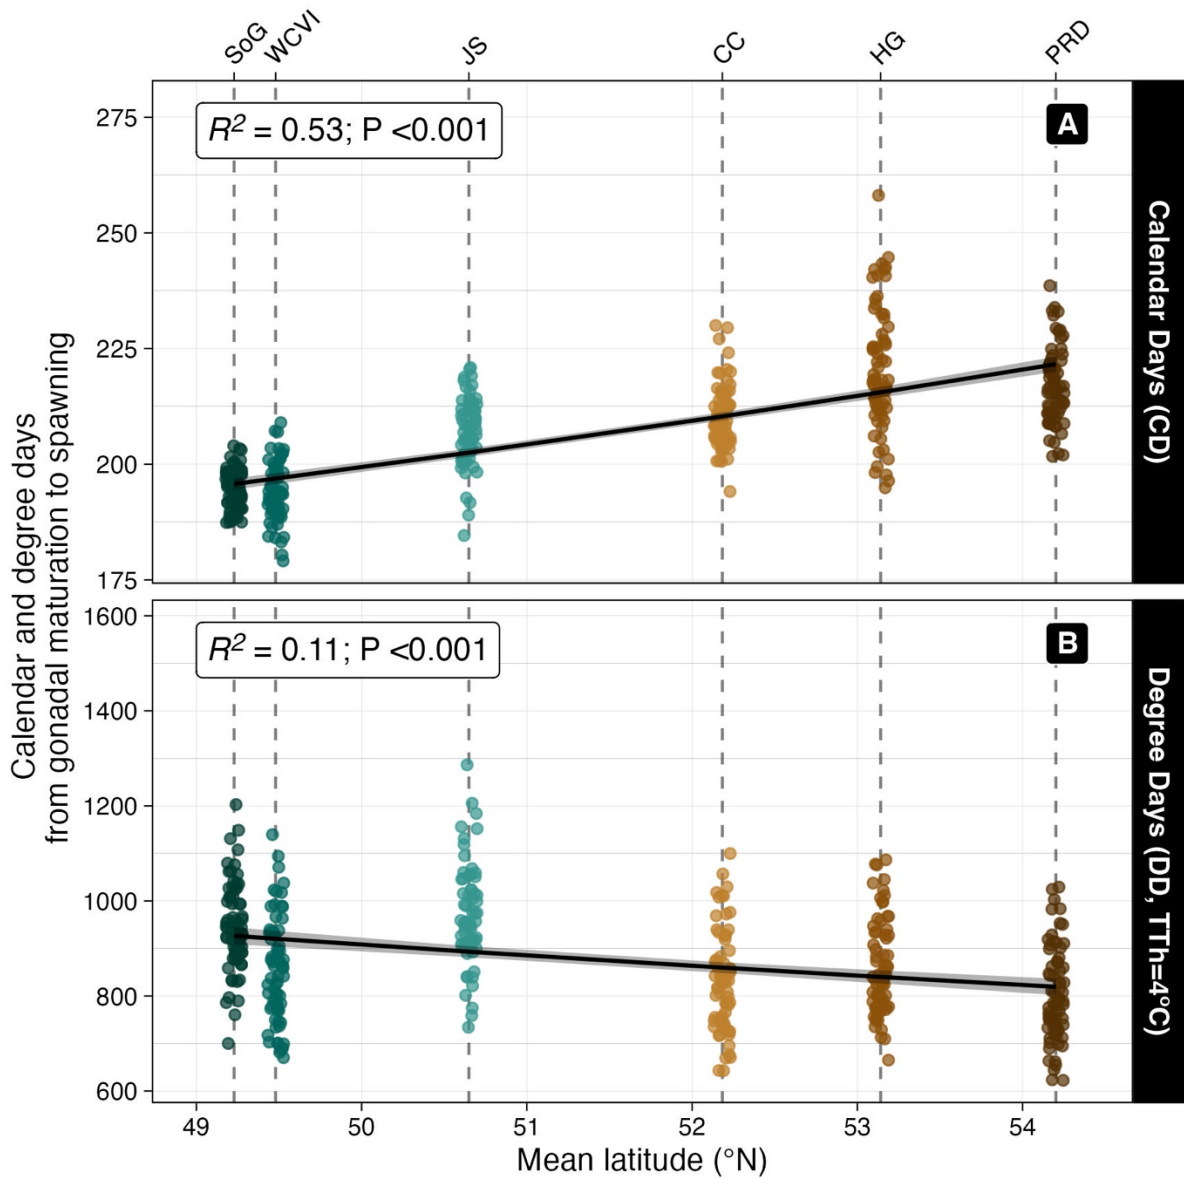 SoG
WCVI
JS
CC
HG
PRD
R² = 0.53; P <0.001
A
275
250
225
200
175
Calendar Days (CD)
Calendar and degree days
from gonadal maturation to spawning
R² = 0.11; P <0.001
B
1600
1400
1200
1000
800
600
Degree Days (DD, TTh=4°C)
49
50
51
52
53
54
Mean latitude (°N)